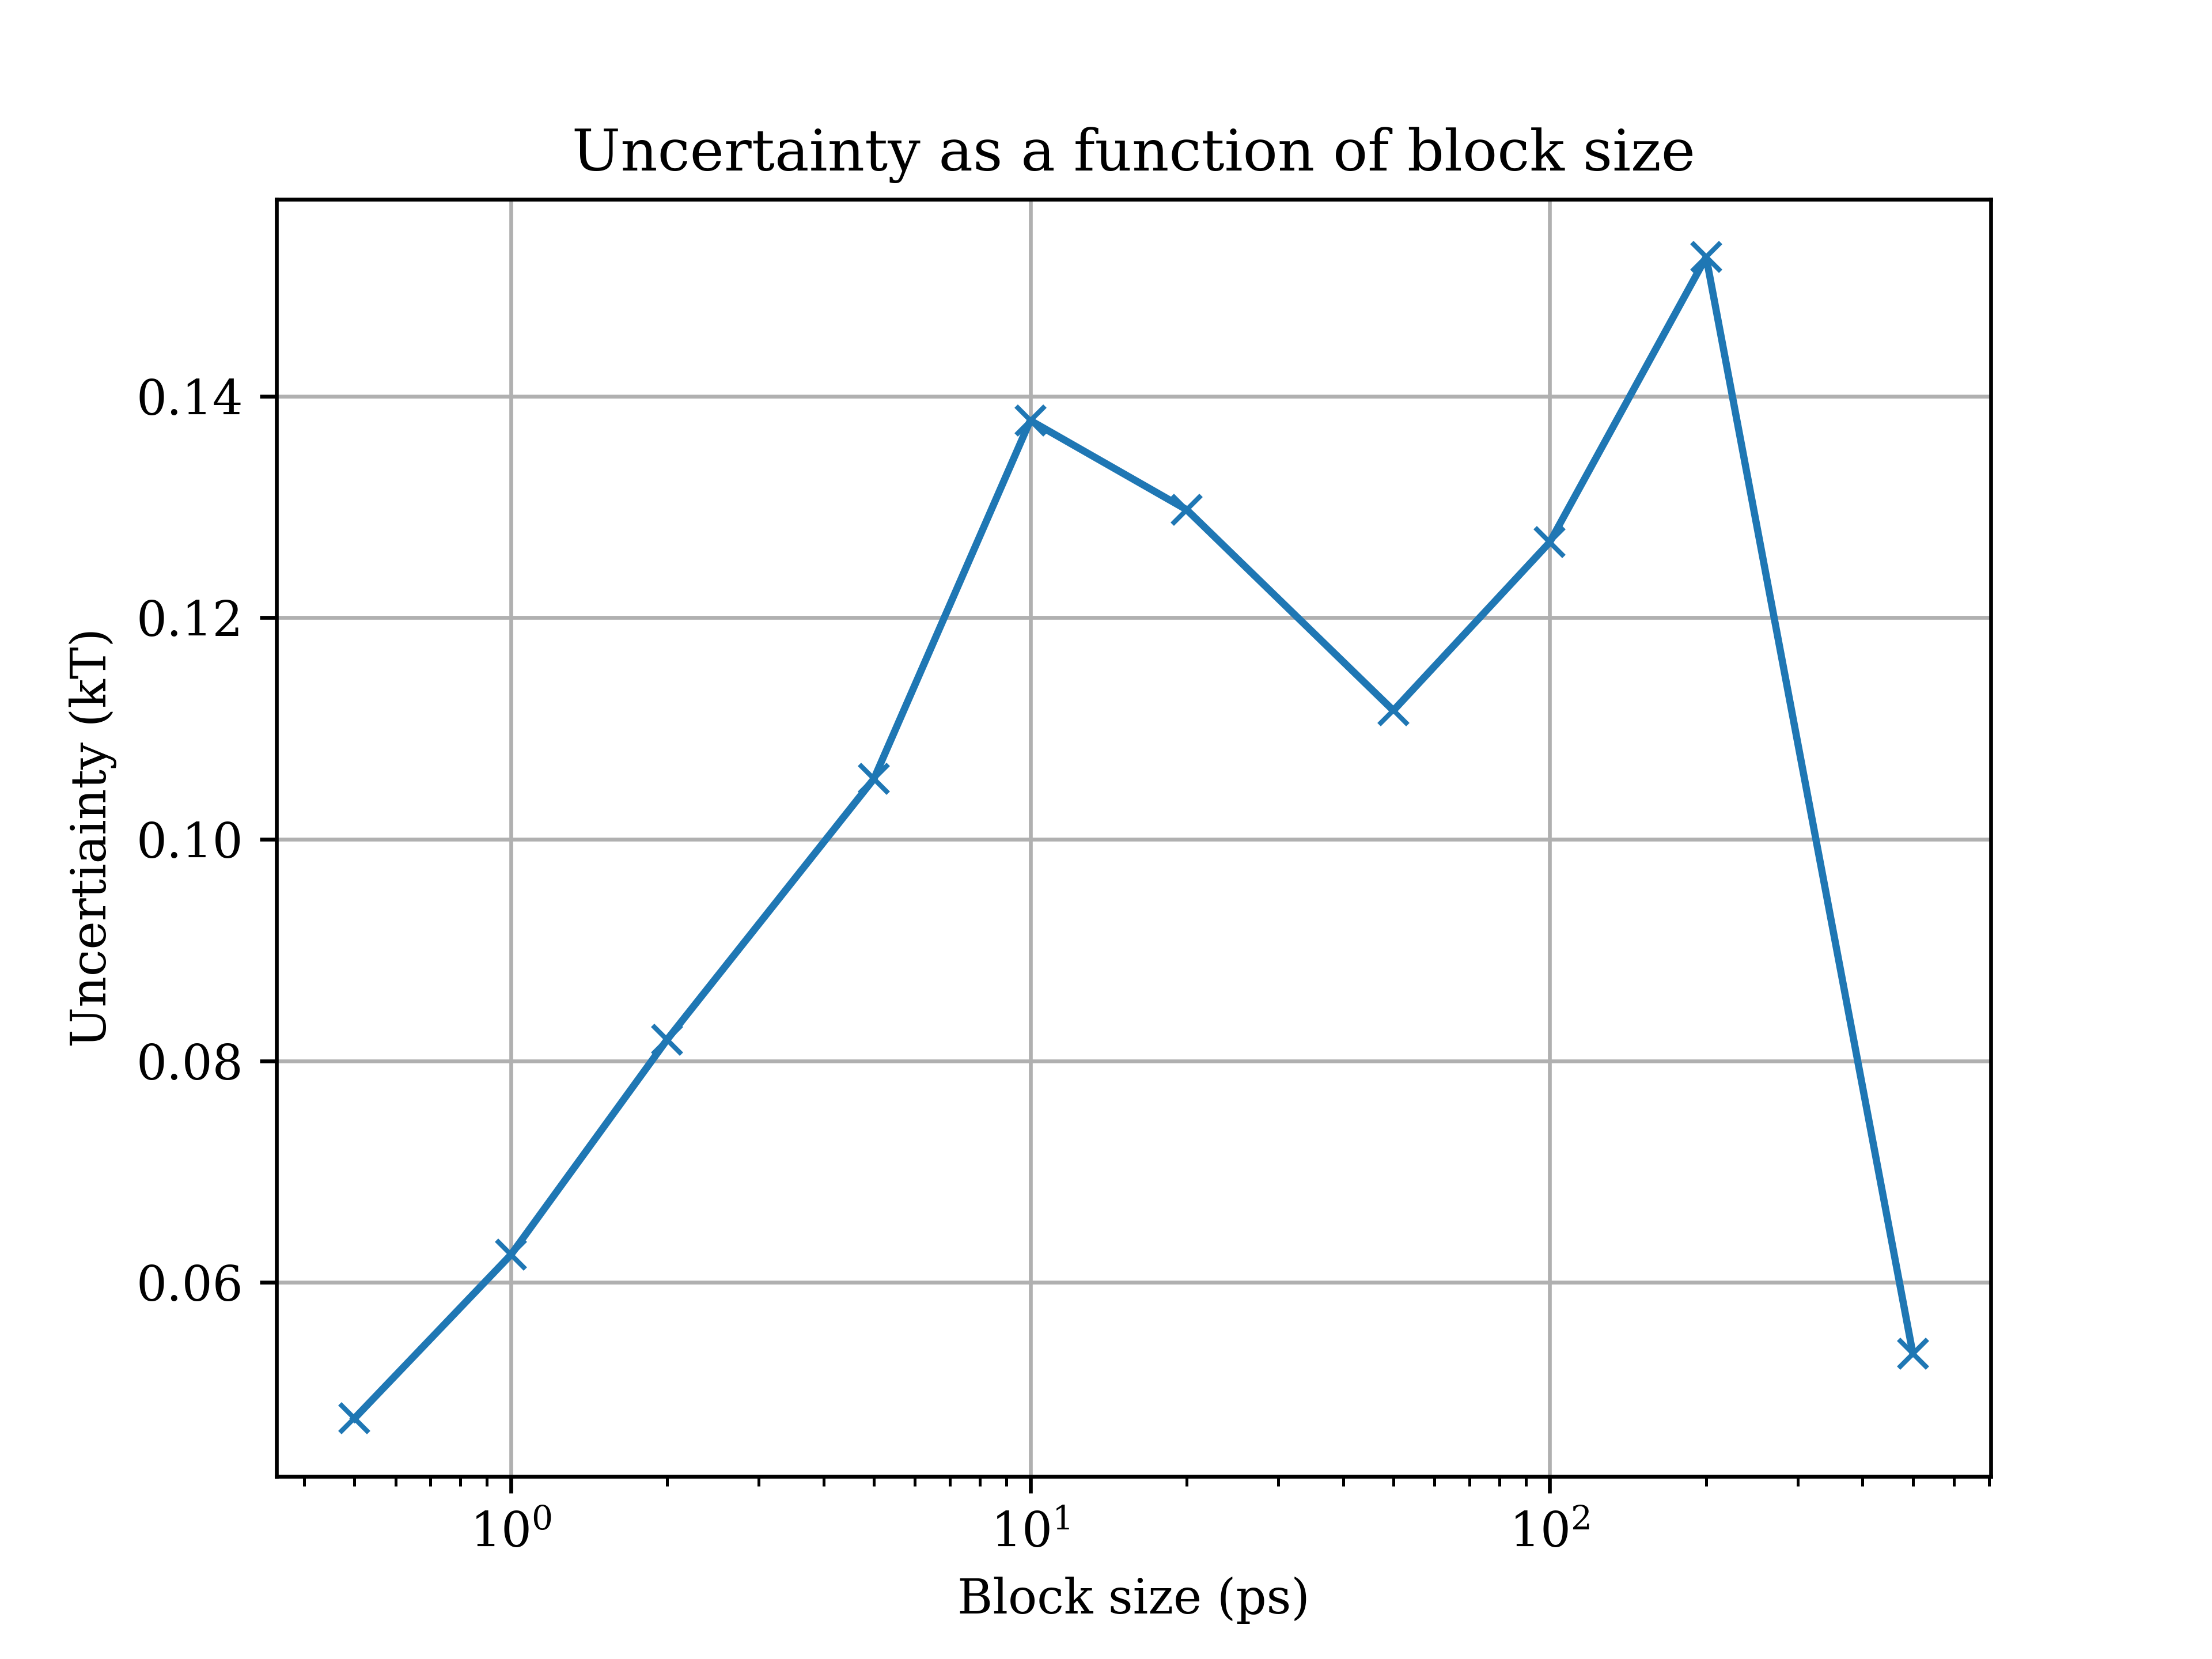 Uncertainty as a function of block size
0.14
0.12
0.10
0.08
0.06
Uncertiainty (kT)
10⁰
10¹
10²
Block size (ps)